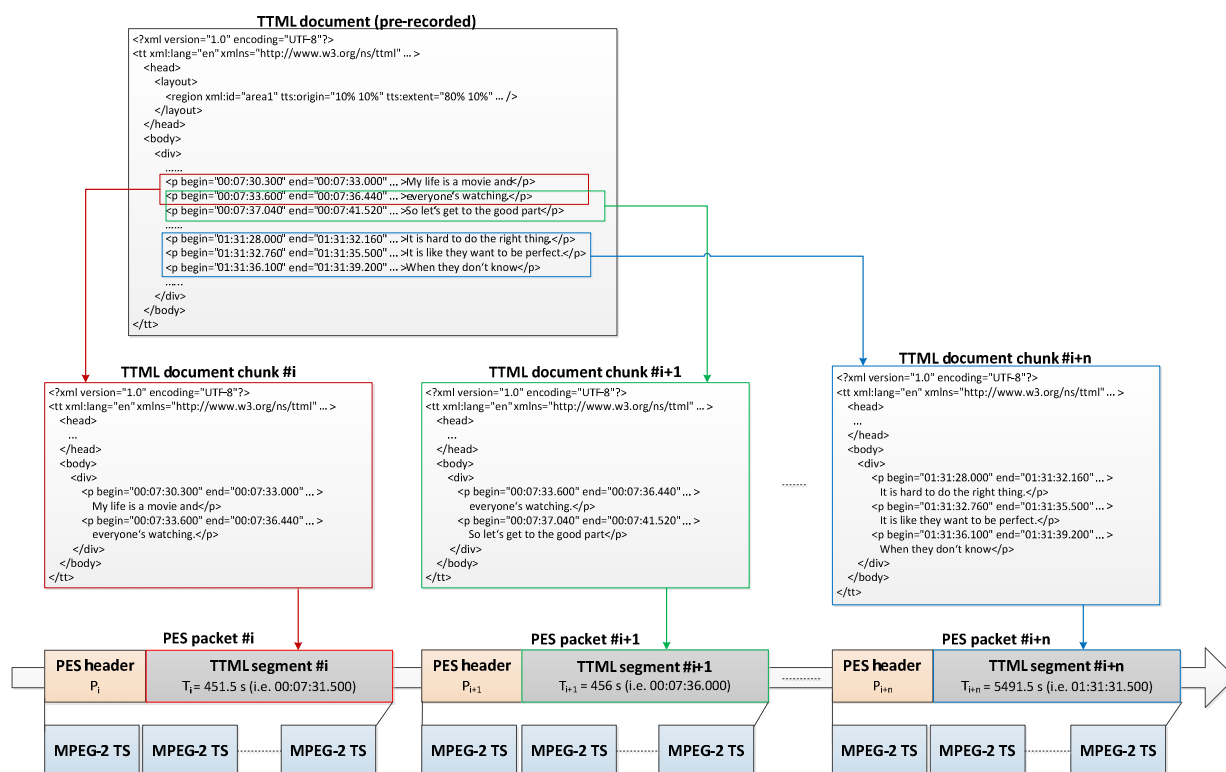 TTML document (pre-recorded)
<?xml version="1.0" encoding="UTF-8"?>
<tt xml:lang="en" xmlns="http://www.w3.org/ns/ttml" ... >
<head>
<layout>
<region xml:id="area1" tts:origin="10% 10%" tts:extent="80% 10%" ... />
</layout>
</head>
<body>
<div>
......
<p begin="00:07:30.300" end="00:07:33.000" ... >My life is a movie and</p>
<p begin="00:07:33.600" end="00:07:36.440" ... >everyone's watching.</p>
<p begin="00:07:37.040" end="00:07:41.520" ... >So let's get to the good part</p>
......
<p begin="01:31:28.000" end="01:31:32.160" ... >It is hard to do the right thing.</p>
<p begin="01:31:32.760" end="01:31:35.500" ... >It is like they want to be perfect.</p>
<p begin="01:31:36.100" end="01:31:39.200" ... >When they don't know</p>
......
</div>
</body>
</tt>
TTML document chunk #i
<?xml version="1.0" encoding="UTF-8"?>
<tt xml:lang="en" xmlns="http://www.w3.org/ns/ttml" ... >
<head>
...
</head>
<body>
<div>
<p begin="00:07:30.300" end="00:07:33.000" ... >
My life is a movie and</p>
<p begin="00:07:33.600" end="00:07:36.440" ... >
everyone's watching.</p>
</div>
</body>
</tt>
TTML document chunk #i+1
<?xml version="1.0" encoding="UTF-8"?>
<tt xml:lang="en" xmlns="http://www.w3.org/ns/ttml" ... >
<head>
...
</head>
<body>
<div>
<p begin="00:07:33.600" end="00:07:36.440" ... >
everyone's watching.</p>
<p begin="00:07:37.040" end="00:07:41.520" ... >
So let's get to the good part</p>
</div>
</body>
</tt>
TTML document chunk #i+n
<?xml version="1.0" encoding="UTF-8"?>
<tt xml:lang="en" xmlns="http://www.w3.org/ns/ttml" ... >
<head>
...
</head>
<body>
<div>
<p begin="01:31:28.000" end="01:31:32.160" ... >
It is hard to do the right thing.</p>
<p begin="01:31:32.760" end="01:31:35.500" ... >
It is like they want to be perfect.</p>
<p begin="01:31:36.100" end="01:31:39.200" ... >
When they don't know</p>
</div>
</body>
</tt>
PES packet #i
PES header
Pi
TTML segment #i
Ti = 451.5 s (i.e. 00:07:31.500)
PES packet #i+1
PES header
Pi+1
TTML segment #i+1
Ti+1 = 456 s (i.e. 00:07:36.000)
PES packet #i+n
PES header
Pi+n
TTML segment #i+n
Ti+n = 5491.5 s (i.e. 01:31:31.500)
MPEG-2 TS
MPEG-2 TS
MPEG-2 TS
MPEG-2 TS
MPEG-2 TS
MPEG-2 TS
MPEG-2 TS
MPEG-2 TS
MPEG-2 TS